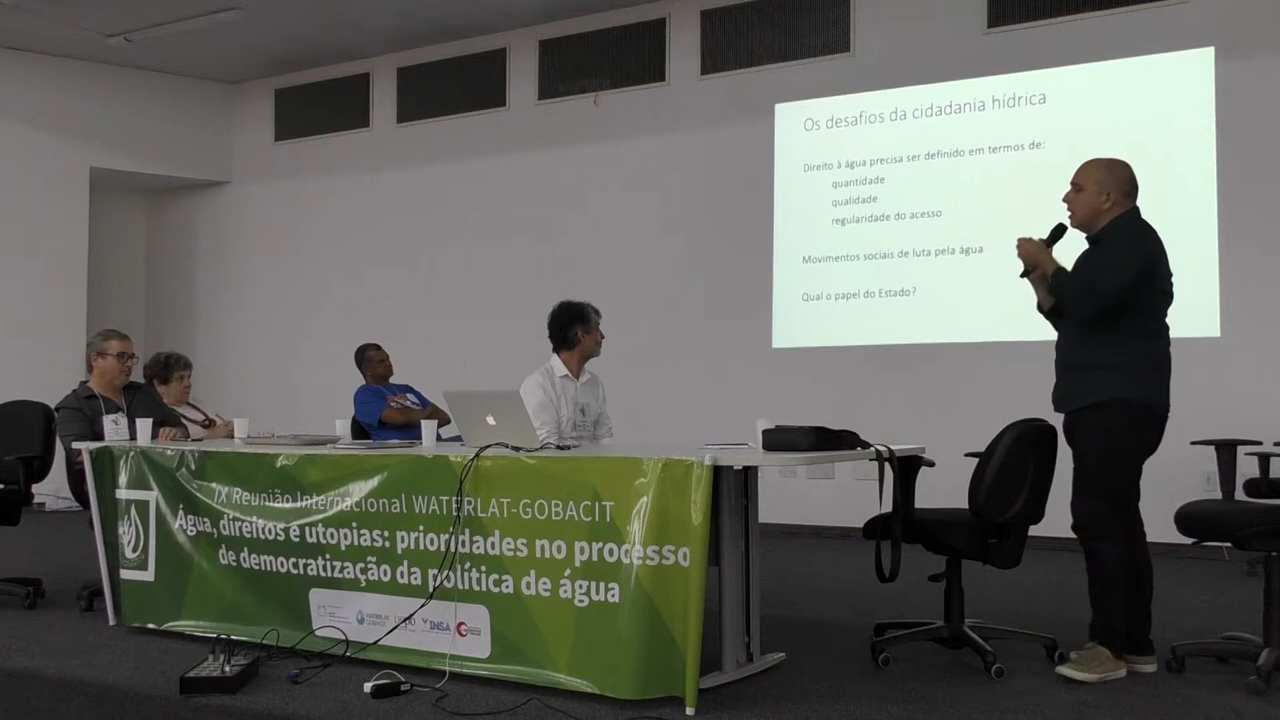 Os desafios da cidadania hídrica
Direito à água precisa ser definido em termos de:
quantidade
qualidade
regularidade do acesso
Movimentos sociais de luta pela água
Qual o papel do Estado?
IX Reunião Internacional WATERLAT-GOBACIT
Água, direitos e utopias: prioridades no processo
de democratização da política de água
WATERLAT
GOBACIT
INSA